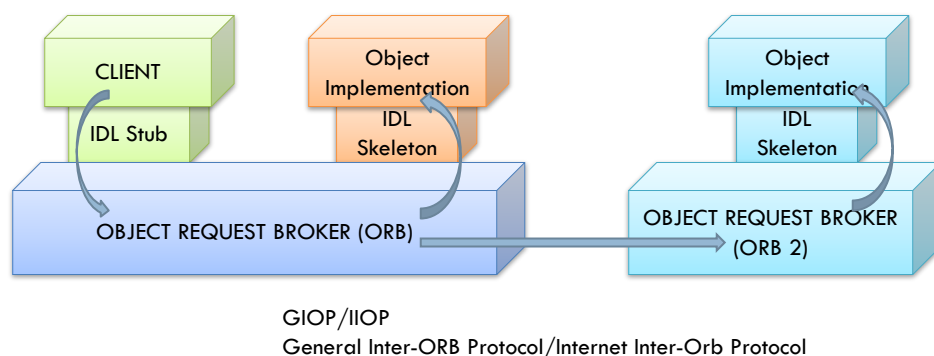 CLIENT
IDL Stub
Object
Implementation
IDL
Skeleton
Object
Implementation
IDL
Skeleton
OBJECT REQUEST BROKER (ORB)
OBJECT REQUEST BROKER
(ORB 2)
GIOP/IIOP
General Inter-ORB Protocol/Internet Inter-Orb Protocol